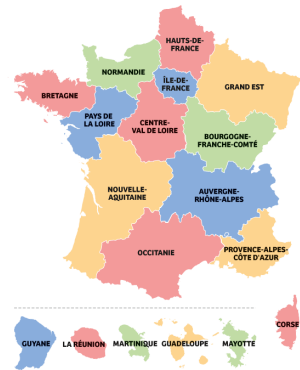 HAUTS-DE-
FRANCE
NORMANDIE
ÎLE-DE-
FRANCE
GRAND EST
BRETAGNE
PAYS DE
LA LOIRE
CENTRE-
VAL DE LOIRE
BOURGOGNE-
FRANCHE-COMTÉ
NOUVELLE-
AQUITAINE
AUVERGNE-
RHÔNE-ALPES
OCCITANIE
PROVENCE-ALPES-
CÔTE D'AZUR
CORSE
GUYANE
LA RÉUNION
MARTINIQUE
GUADELOUPE
MAYOTTE